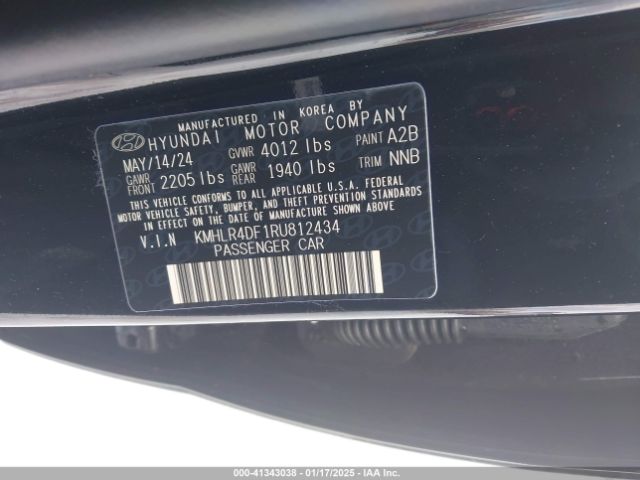 MANUFACTURED IN KOREA BY
HYUNDAI MOTOR COMPANY
MAY/14/24 GVWR 4012 lbs PAINT A2B
GAWR FRONT 2205 lbs GAWR REAR 1940 lbs TRIM NNB
THIS VEHICLE CONFORMS TO ALL APPLICABLE U.S.A. FEDERAL
MOTOR VEHICLE SAFETY, BUMPER, AND THEFT PREVENTION STANDARDS
IN EFFECT ON THE DATE OF MANUFACTURE SHOWN ABOVE.
V.I.N KMHLR4DF1RU812434
PASSENGER CAR
000-41343038 - 01/17/2025 - IAAI.CA